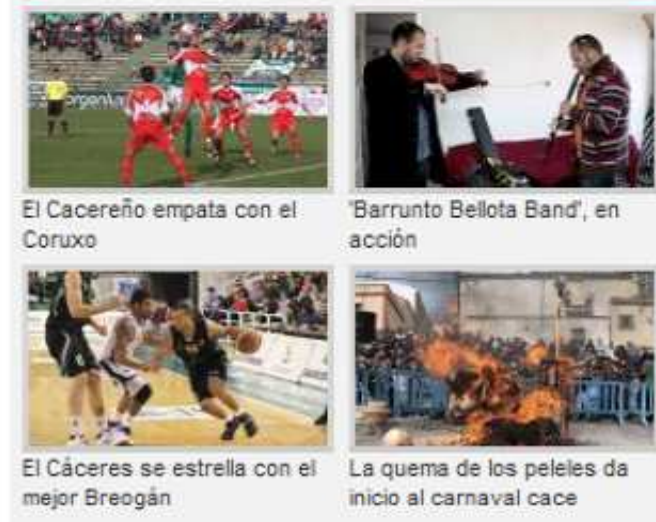 El Cacereño empata con el
Coruxo
'Barrunto Bellota Band', en
acción
El Cáceres se estrella con el
mejor Breogán
La quema de los peleles da
inicio al carnaval cace